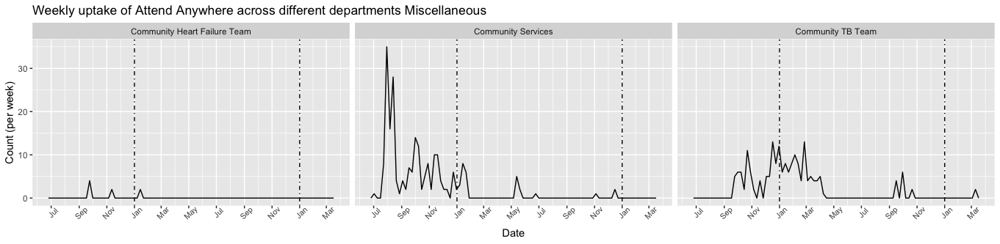 Weekly uptake of Attend Anywhere across different departments Miscellaneous
Community Heart Failure Team
Community Services
Community TB Team
Count (per week)
30
20
10
0
Jul Sep Nov Jan Mar May Jul Sep Nov Jan Mar
Jul Sep Nov Jan Mar May Jul Sep Nov Jan Mar
Jul Sep Nov Jan Mar May Jul Sep Nov Jan Mar
Date